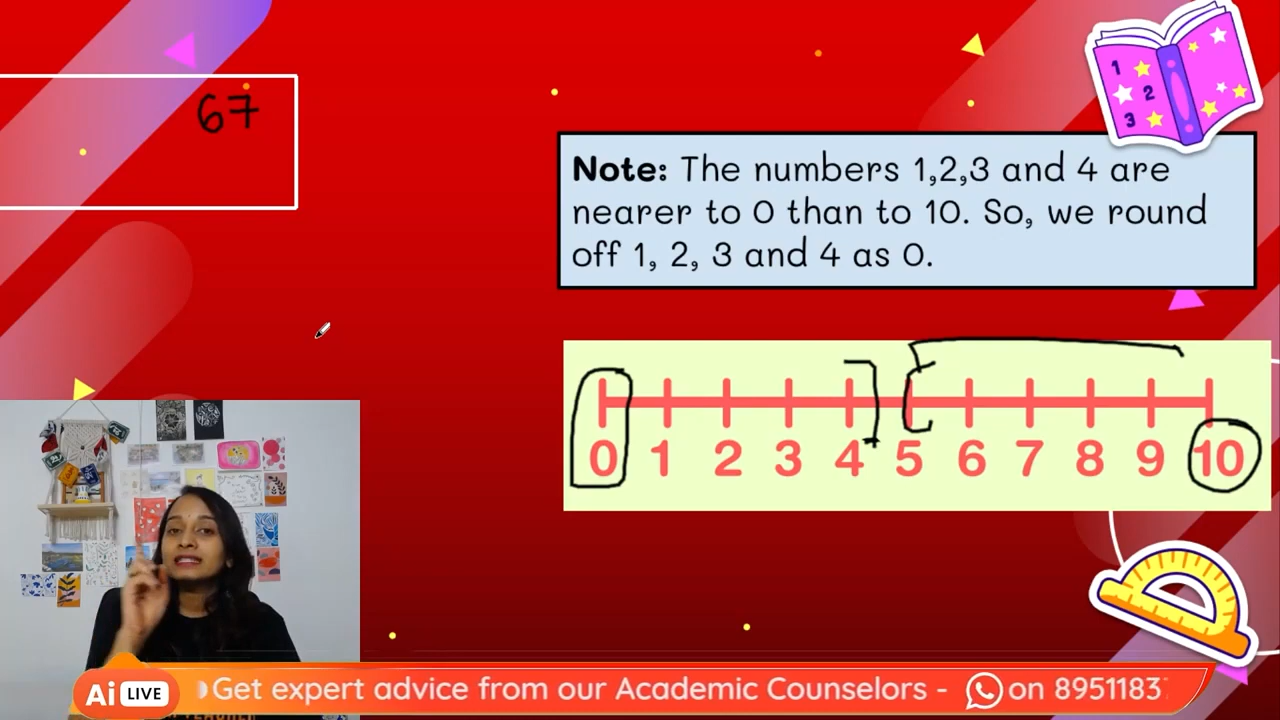 67
1
2
3
Note: The numbers 1,2,3 and 4 are
nearer to 0 than to 10. So, we round
off 1, 2, 3 and 4 as 0.
0 1 2 3 4 5 6 7 8 9 10
Ai LIVE
Get expert advice from our Academic Counselors - on 8951183